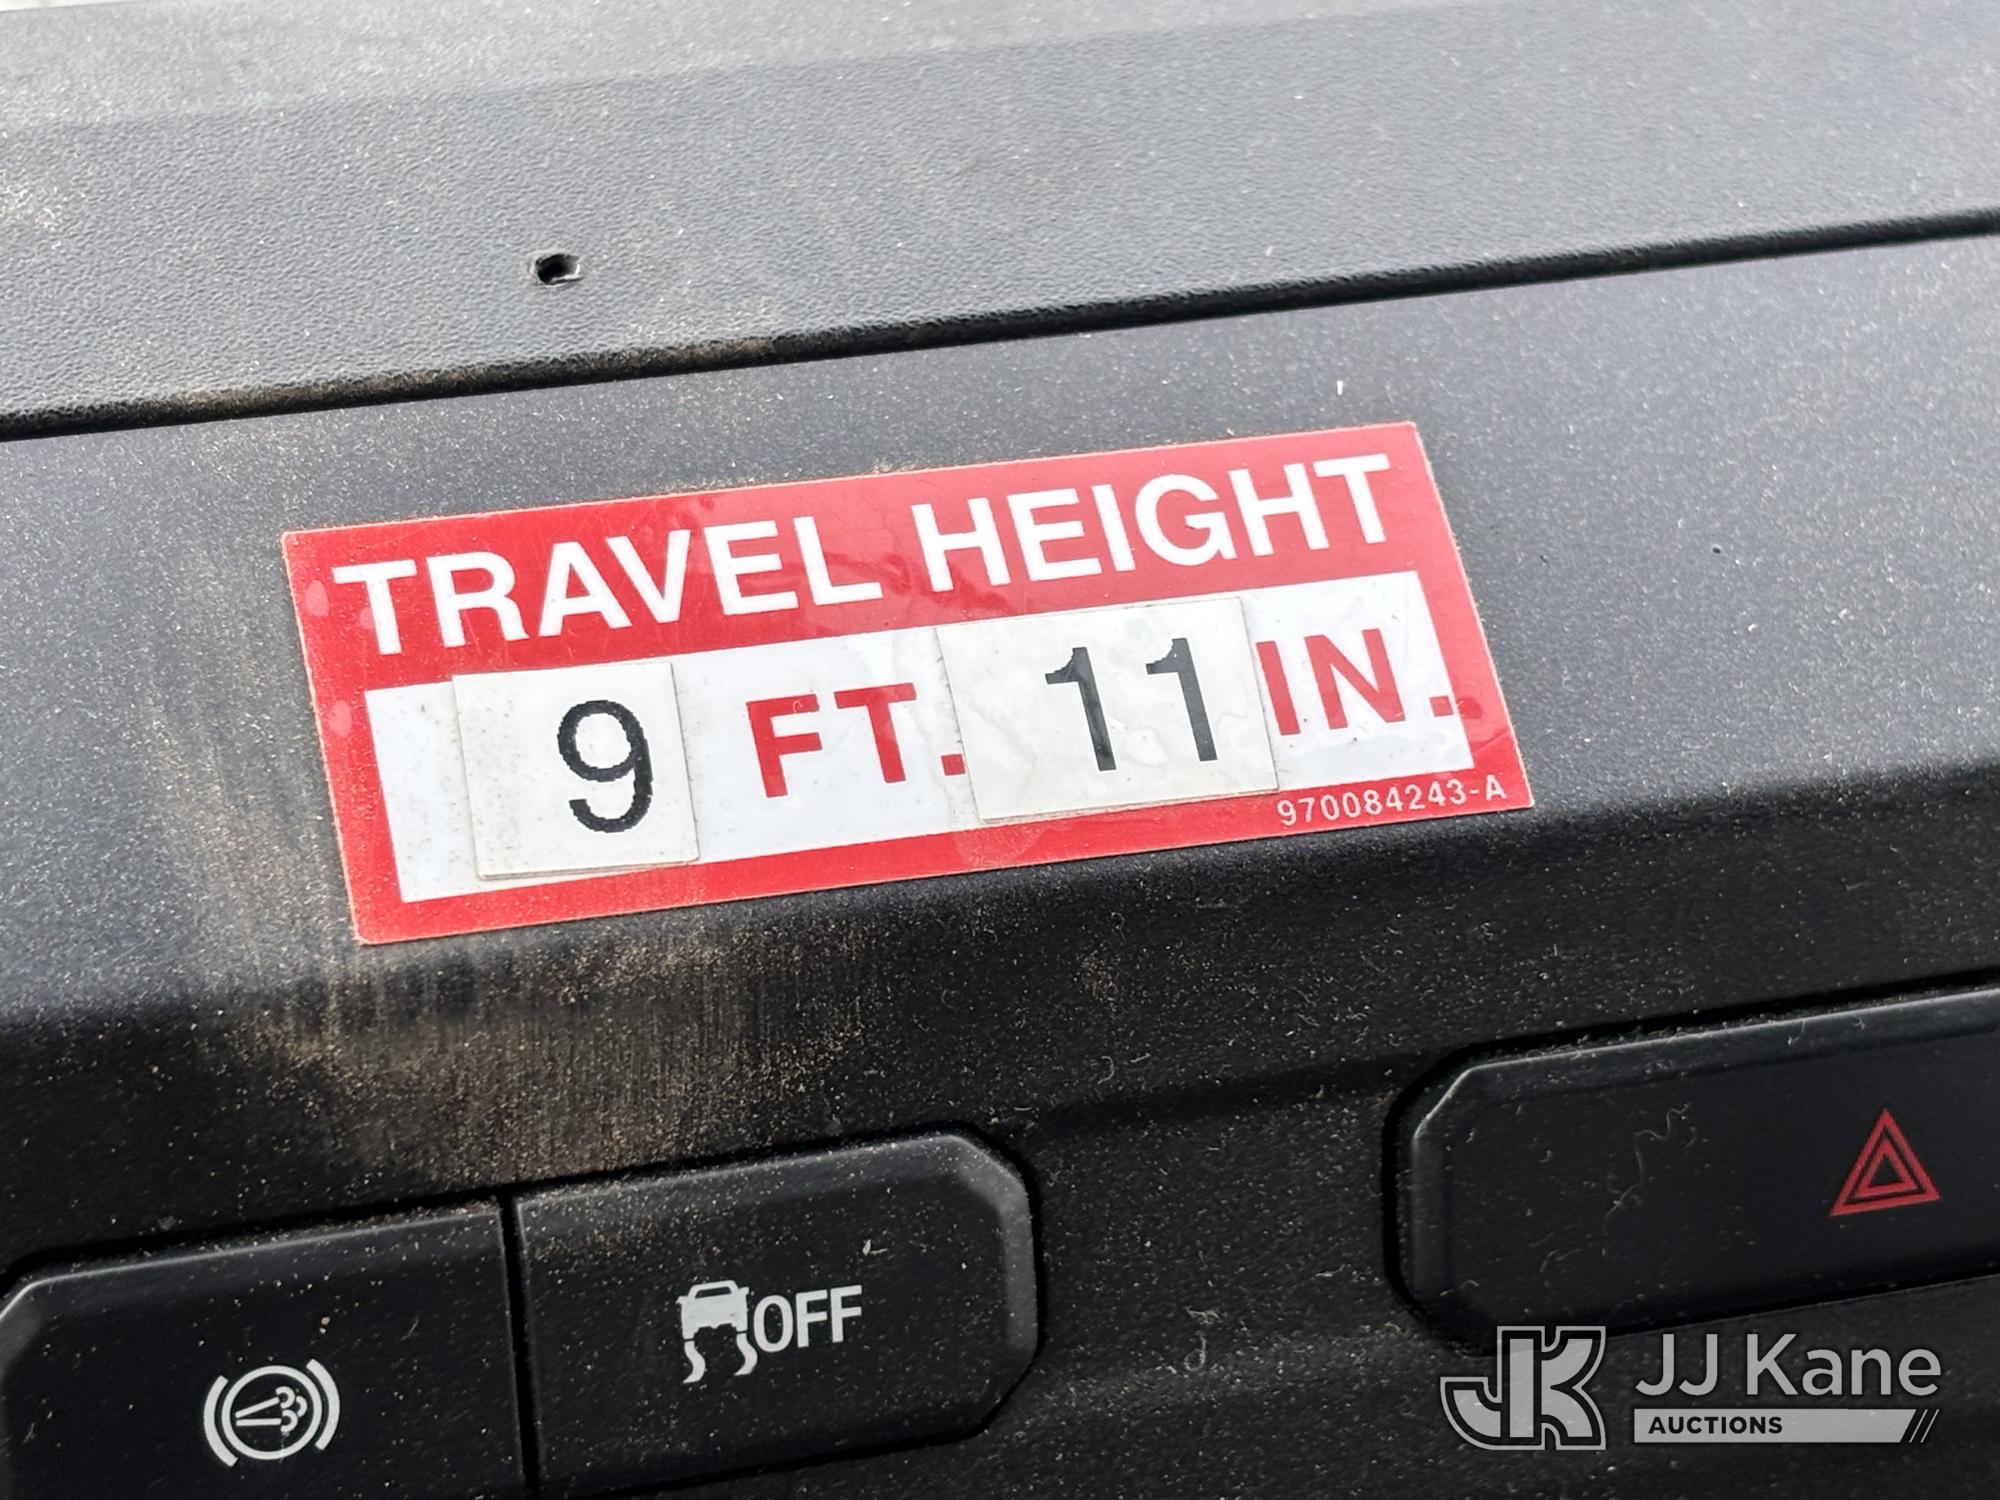 TRAVEL HEIGHT
9 FT. 11 IN.
970084243-A
OFF
JJ Kane
AUCTIONS